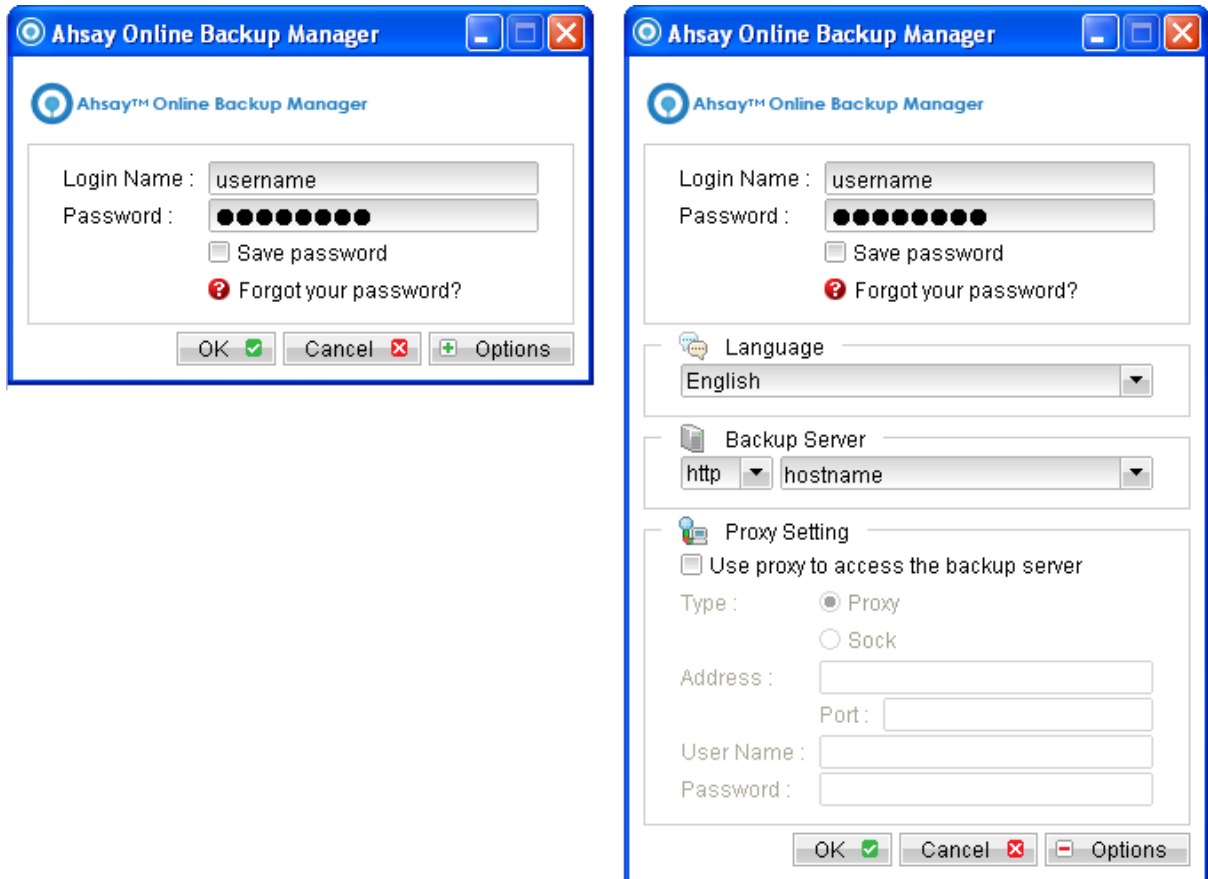 Ahsay Online Backup Manager
Ahsay™ Online Backup Manager
Login Name : username
Password : ●●●●●●●●
Save password
Forgot your password?
OK Cancel Options
Ahsay Online Backup Manager
Ahsay™ Online Backup Manager
Login Name : username
Password : ●●●●●●●●
Save password
Forgot your password?
Language
English
Backup Server
http hostname
Proxy Setting
Use proxy to access the backup server
Type : Proxy
Sock
Address :
Port :
User Name :
Password :
OK Cancel Options